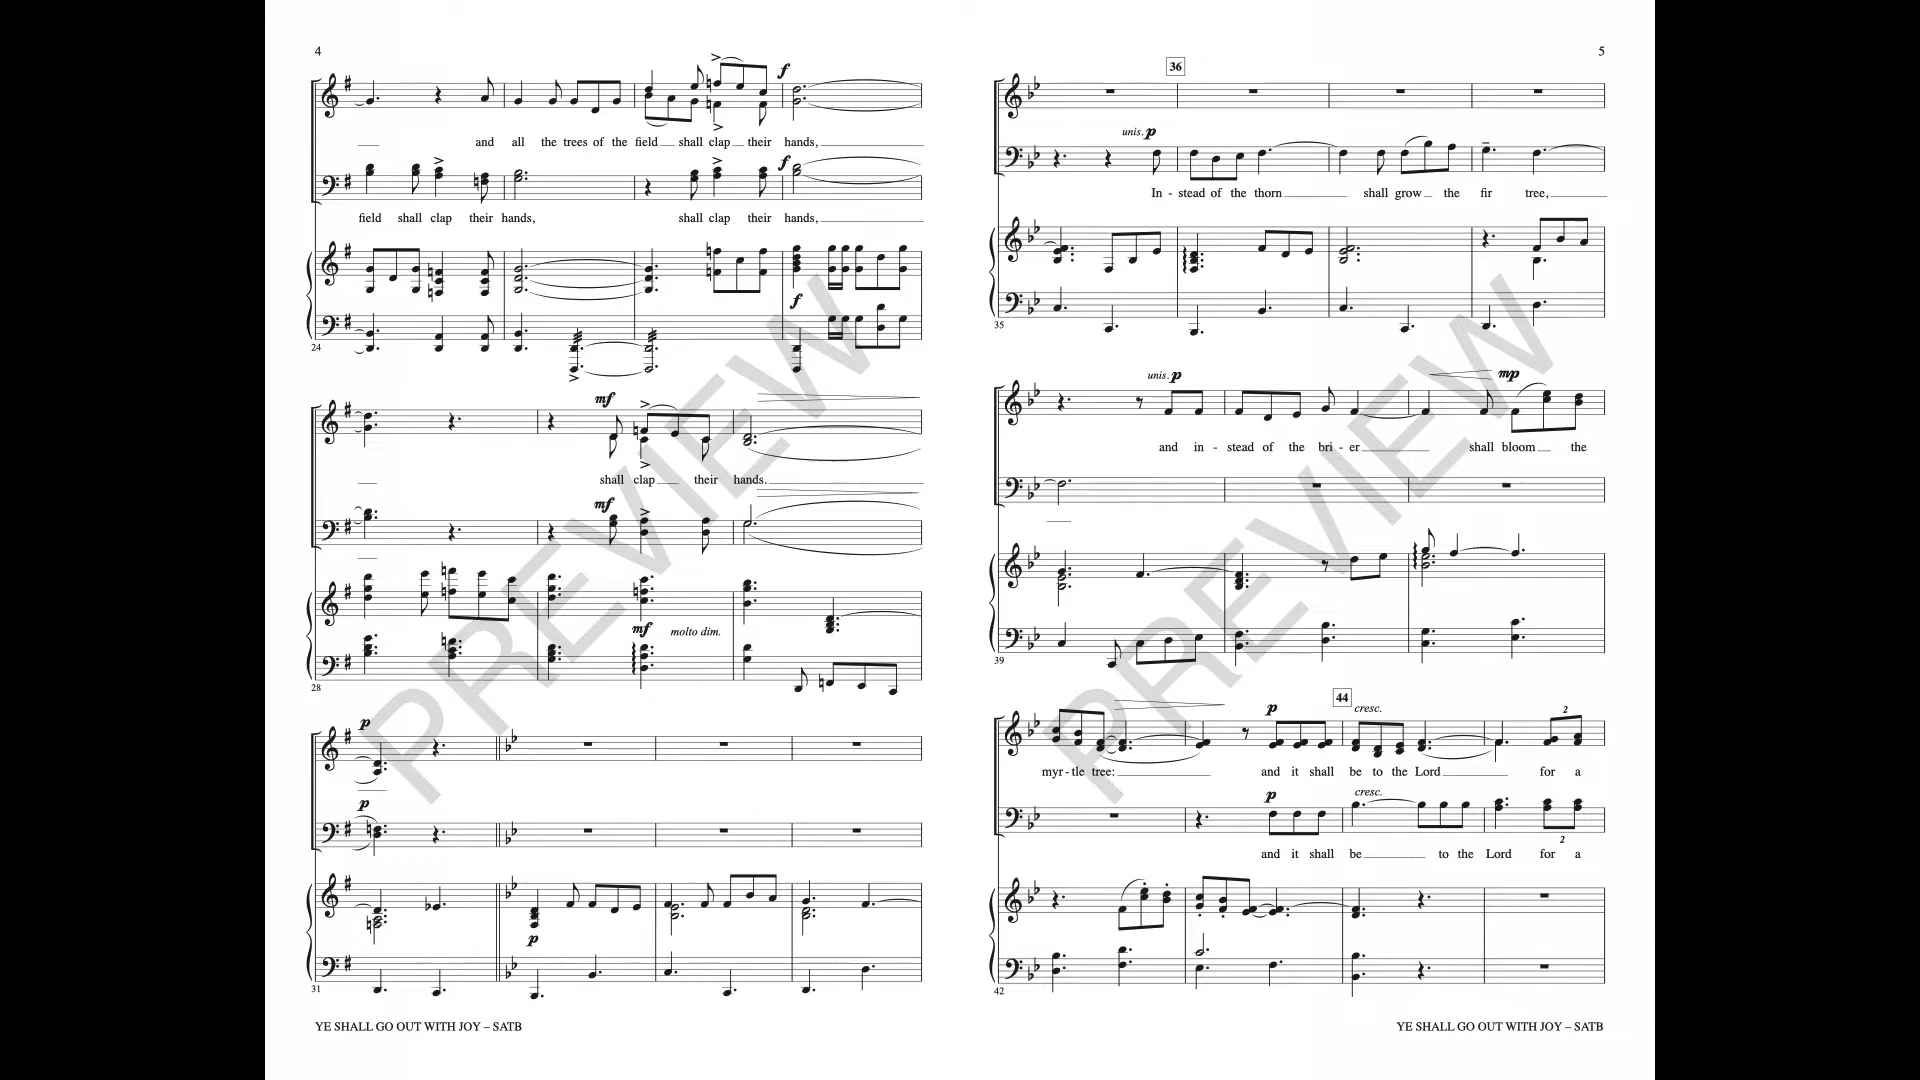 4
f
and all the trees of the field shall clap their hands,
f
field shall clap their hands, shall clap their hands,
f
24
mf
shall clap their hands.
mf
mf molto dim.
28
p
p
p
31
YE SHALL GO OUT WITH JOY – SATB
5
36
unis. p
In - stead of the thorn shall grow the fir tree,
35
unis. p mp
and in - stead of the bri - er shall bloom the
39
44
p cresc. 2
myr - tle tree: and it shall be to the Lord for a
p cresc.
2
and it shall be to the Lord for a
42
YE SHALL GO OUT WITH JOY – SATB
PREVIEW
PREVIEW